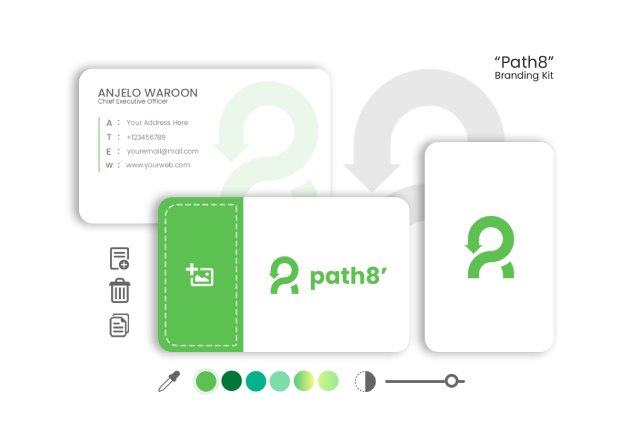 “Path8”
Branding Kit
ANJELO WAROON
Chief Executive Officer
A : Your Address Here
T : +123456789
E : youremail@mail.com
W : www.yourweb.com
path8’